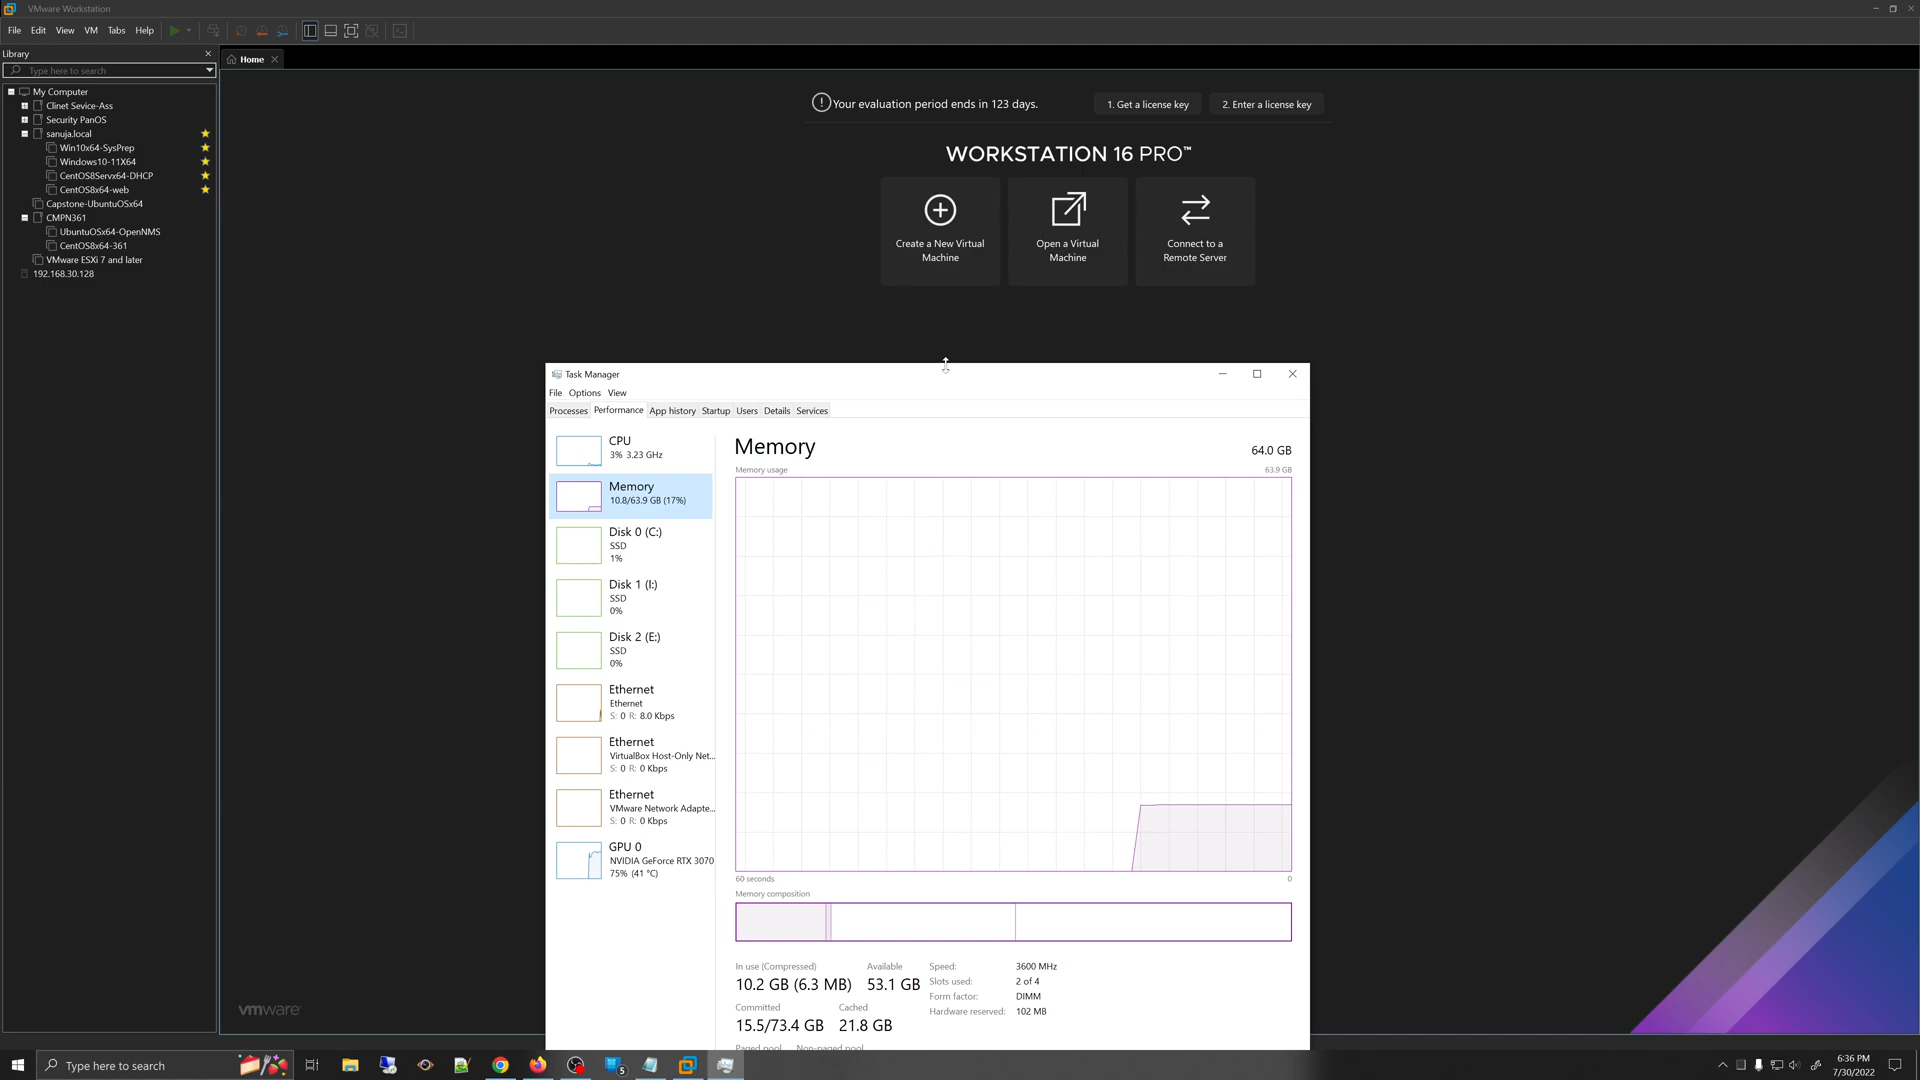 VMware Workstation
File Edit View VM Tabs Help
Library
Type here to search
Home
My Computer
Clinet Sevice-Ass
Security PanOS
sanuja.local
Win10x64-SysPrep
Windows10-11X64
CentOS8Servx64-DHCP
CentOS8x64-web
Capstone-UbuntuOSx64
CMPN361
UbuntuOSx64-OpenNMS
CentOS8x64-361
VMware ESXi 7 and later
192.168.30.128
Your evaluation period ends in 123 days.
1. Get a license key
2. Enter a license key
WORKSTATION 16 PRO™
Create a New Virtual
Machine
Open a Virtual
Machine
Connect to a
Remote Server
Task Manager
File Options View
Processes Performance App history Startup Users Details Services
CPU
3% 3.23 GHz
Memory
10.8/63.9 GB (17%)
Disk 0 (C:)
SSD
1%
Disk 1 (I:)
SSD
0%
Disk 2 (E:)
SSD
0%
Ethernet
Ethernet
S: 0 R: 8.0 Kbps
Ethernet
VirtualBox Host-Only Net...
S: 0 R: 0 Kbps
Ethernet
VMware Network Adapte...
S: 0 R: 0 Kbps
GPU 0
NVIDIA GeForce RTX 3070
75% (41 °C)
Memory 64.0 GB
Memory usage 63.9 GB
60 seconds 0
Memory composition
In use (Compressed) Available
10.2 GB (6.3 MB) 53.1 GB
Committed Cached
15.5/73.4 GB 21.8 GB
Paged pool Non-paged pool
Speed: 3600 MHz
Slots used: 2 of 4
Form factor: DIMM
Hardware reserved: 102 MB
vmware
Type here to search
5
6:36 PM
7/30/2022